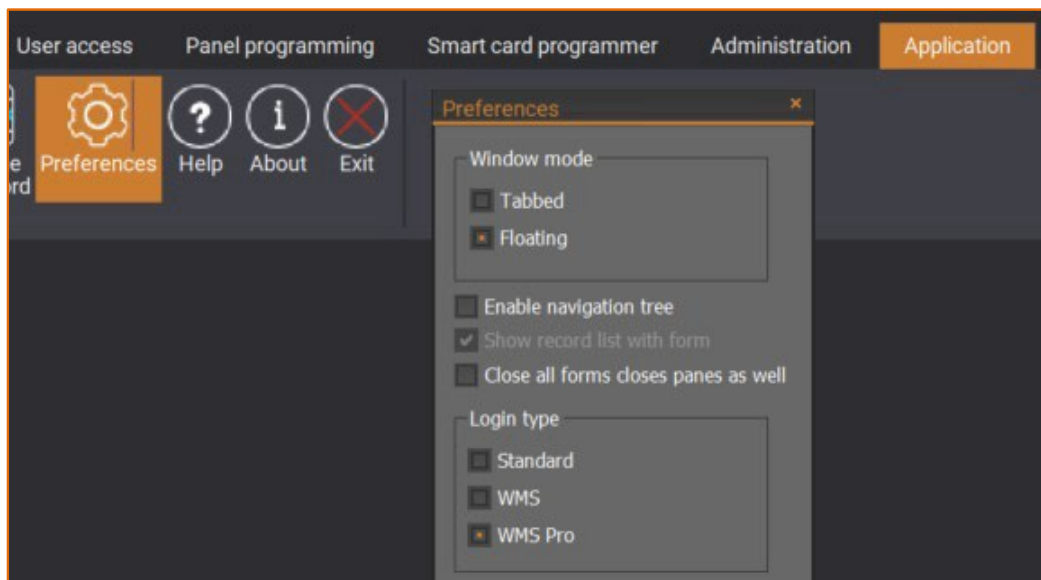 User access Panel programming Smart card programmer Administration Application
Preferences Help About Exit
Preferences
Window mode
Tabbed
Floating
Enable navigation tree
Show record list with form
Close all forms closes panes as well
Login type
Standard
WMS
WMS Pro